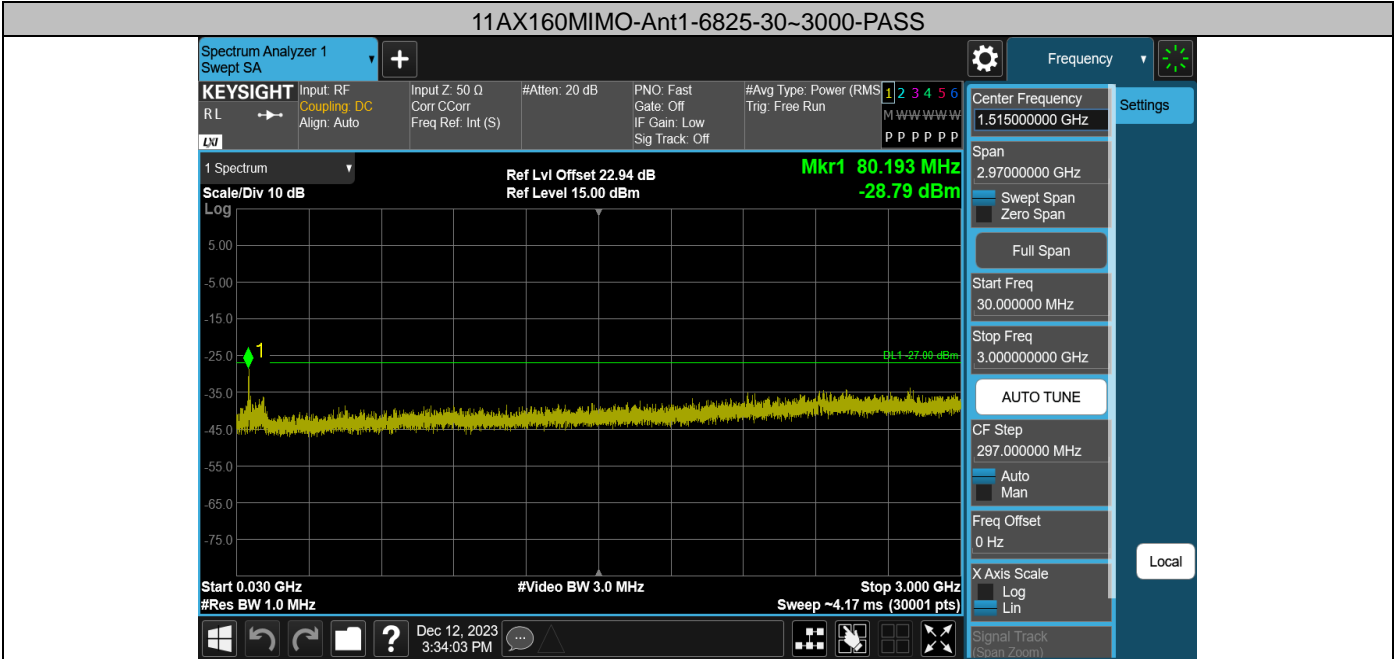 11AX160MIMO-Ant1-6825-30~3000-PASS
Spectrum Analyzer 1
Swept SA
+
Frequency
KEYSIGHT
RL
LXI
Input: RF
Coupling: DC
Align: Auto
Input Z: 50 Ω
Corr CCorr
Freq Ref: Int (S)
#Atten: 20 dB
PNO: Fast
Gate: Off
IF Gain: Low
Sig Track: Off
#Avg Type: Power (RMS
Trig: Free Run
1 2 3 4 5 6
M W W W W W
P P P P P P
1 Spectrum
Scale/Div 10 dB
Ref Lvl Offset 22.94 dB
Ref Level 15.00 dBm
Mkr1 80.193 MHz
-28.79 dBm
Log
5.00
-5.00
-15.0
-25.0
-35.0
-45.0
-55.0
-65.0
-75.0
1
DL1 -27.00 dBm
Start 0.030 GHz
#Res BW 1.0 MHz
#Video BW 3.0 MHz
Stop 3.000 GHz
Sweep ~4.17 ms (30001 pts)
?
Dec 12, 2023
3:34:03 PM
Center Frequency
1.515000000 GHz
Span
2.97000000 GHz
Swept Span
Zero Span
Full Span
Start Freq
30.000000 MHz
Stop Freq
3.000000000 GHz
AUTO TUNE
CF Step
297.000000 MHz
Auto
Man
Freq Offset
0 Hz
X Axis Scale
Log
Lin
Signal Track
(Span Zoom)
Settings
Local